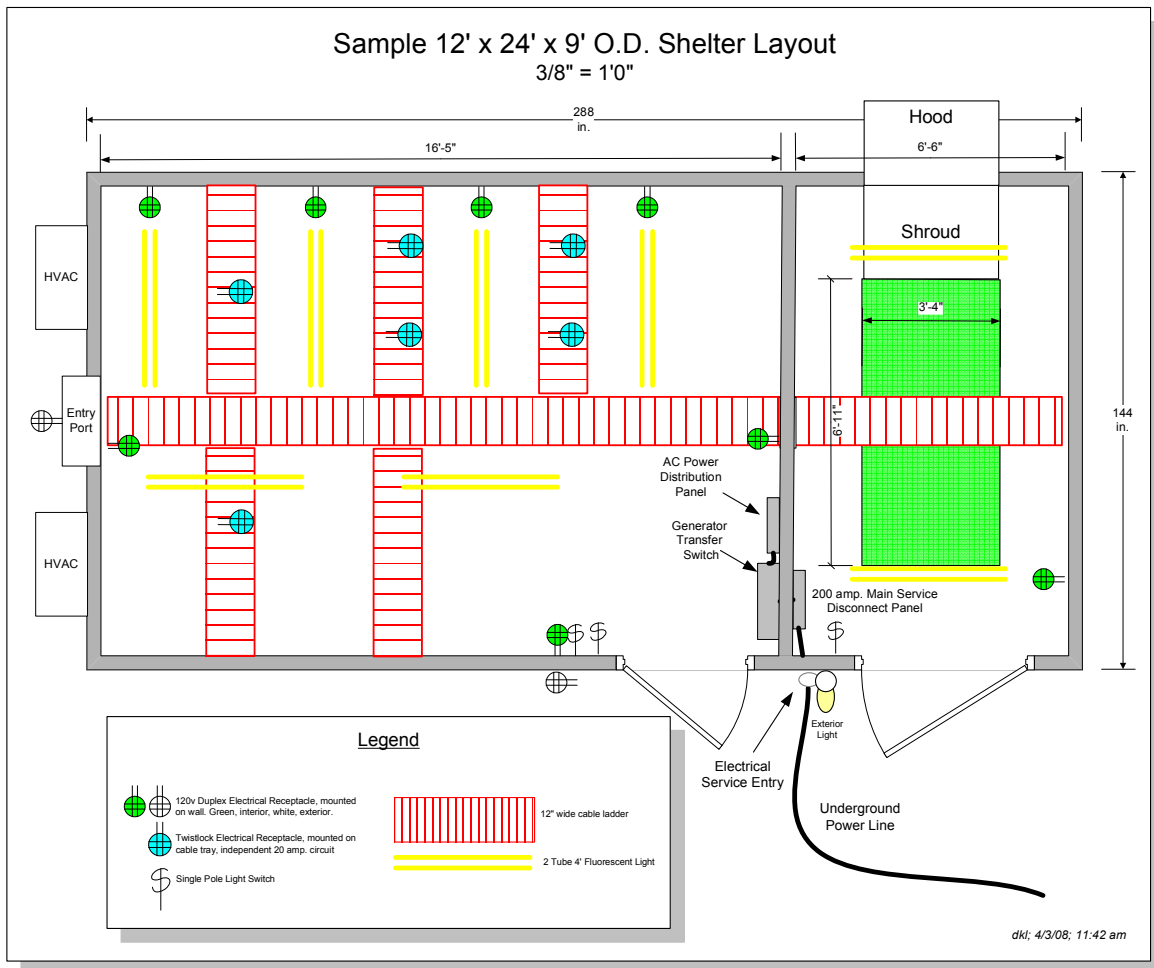 Sample 12' x 24' x 9' O.D. Shelter Layout
3/8" = 1'0"
288
in.
Hood
16'-5"
6'-6"
HVAC
Shroud
3'-4"
6'-11"
144
in.
Entry
Port
AC Power
Distribution
Panel
Generator
Transfer
Switch
HVAC
200 amp. Main Service
Disconnect Panel
Exterior
Light
Electrical
Service Entry
Underground
Power Line
Legend
120v Duplex Electrical Receptacle, mounted
on wall. Green, interior, white, exterior.
Twistlock Electrical Receptacle, mounted on
cable tray, independent 20 amp. circuit
Single Pole Light Switch
12" wide cable ladder
2 Tube 4' Fluorescent Light
dkl; 4/3/08; 11:42 am